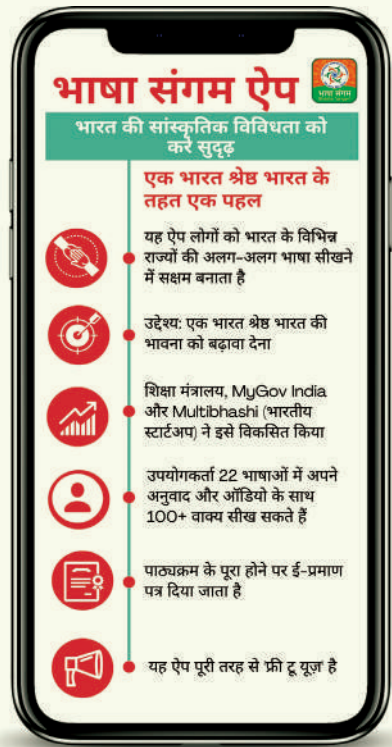 भाषा संगम ऐप
भाषा संगम
भारत की सांस्कृतिक विविधता को
करे सुदृढ़
एक भारत श्रेष्ठ भारत के
तहत एक पहल
यह ऐप लोगों को भारत के विभिन्न
राज्यों की अलग-अलग भाषा सीखने
में सक्षम बनाता है
उद्देश्य: एक भारत श्रेष्ठ भारत की
भावना को बढ़ावा देना
शिक्षा मंत्रालय, MyGov India
और Multibhashi (भारतीय
स्टार्टअप) ने इसे विकसित किया
उपयोगकर्ता 22 भाषाओं में अपने
अनुवाद और ऑडियो के साथ
100+ वाक्य सीख सकते हैं
पाठ्यक्रम के पूरा होने पर ई-प्रमाण
पत्र दिया जाता है
यह ऐप पूरी तरह से 'फ्री टू यूज़' है